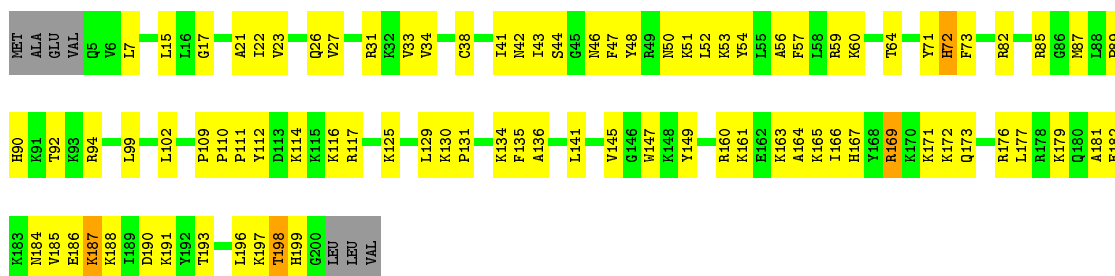 MET ALA GLU VAL Q5 V6 L7 L15 L16 G17 A21 I22 V23 Q26 V27 R31 K32 V33 V34 C38 I41 N42 I43 S44 G45 N46 F47 Y48 R49 N50 K51 L52 K53 Y54 L55 A56 F57 L58 R59 K60 T64 Y71 H72 F73 R82 R85 G86 M87 L88
H90 K91 T92 K93 R94 L99 L102 P109 P110 P111 Y112 D113 K114 K115 K116 R117 K125 L129 K130 P131 K134 F135 A136 L141 V145 G146 W147 K148 Y149 R160 K161 E162 K163 A164 K165 I166 H167 Y168 R169 K170 K171 K172 Q173 R176 L177 R178 K179 Q180 A181
K183 N184 V185 E186 K187 K188 I189 D190 K191 Y192 T193 L196 K197 T198 H199 G200 LEU LEU VAL